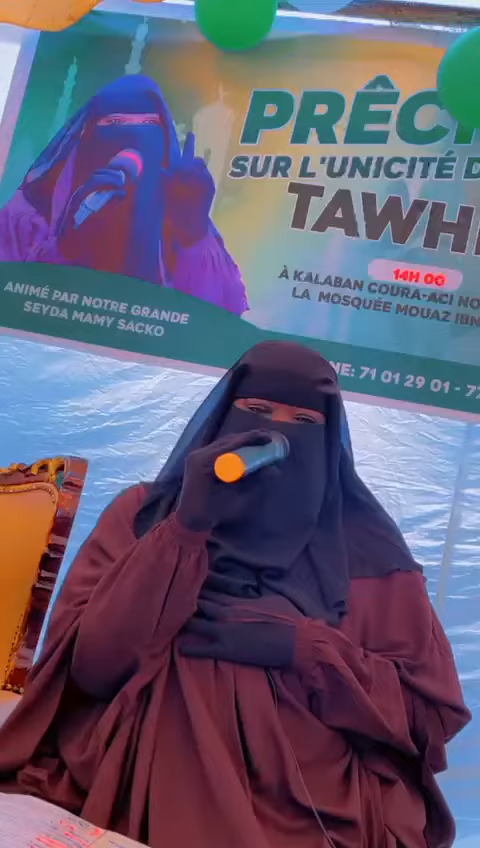 PRÊC
SUR L'UNICITÉ
TAWH
14H 00
À KALABAN COURA-ACI
LA MOSQUÉE MOUAZ IBN
ANIMÉ PAR NOTRE GRANDE
SEYDA MAMY SACKO
NE: 71 01 29 01 - 7